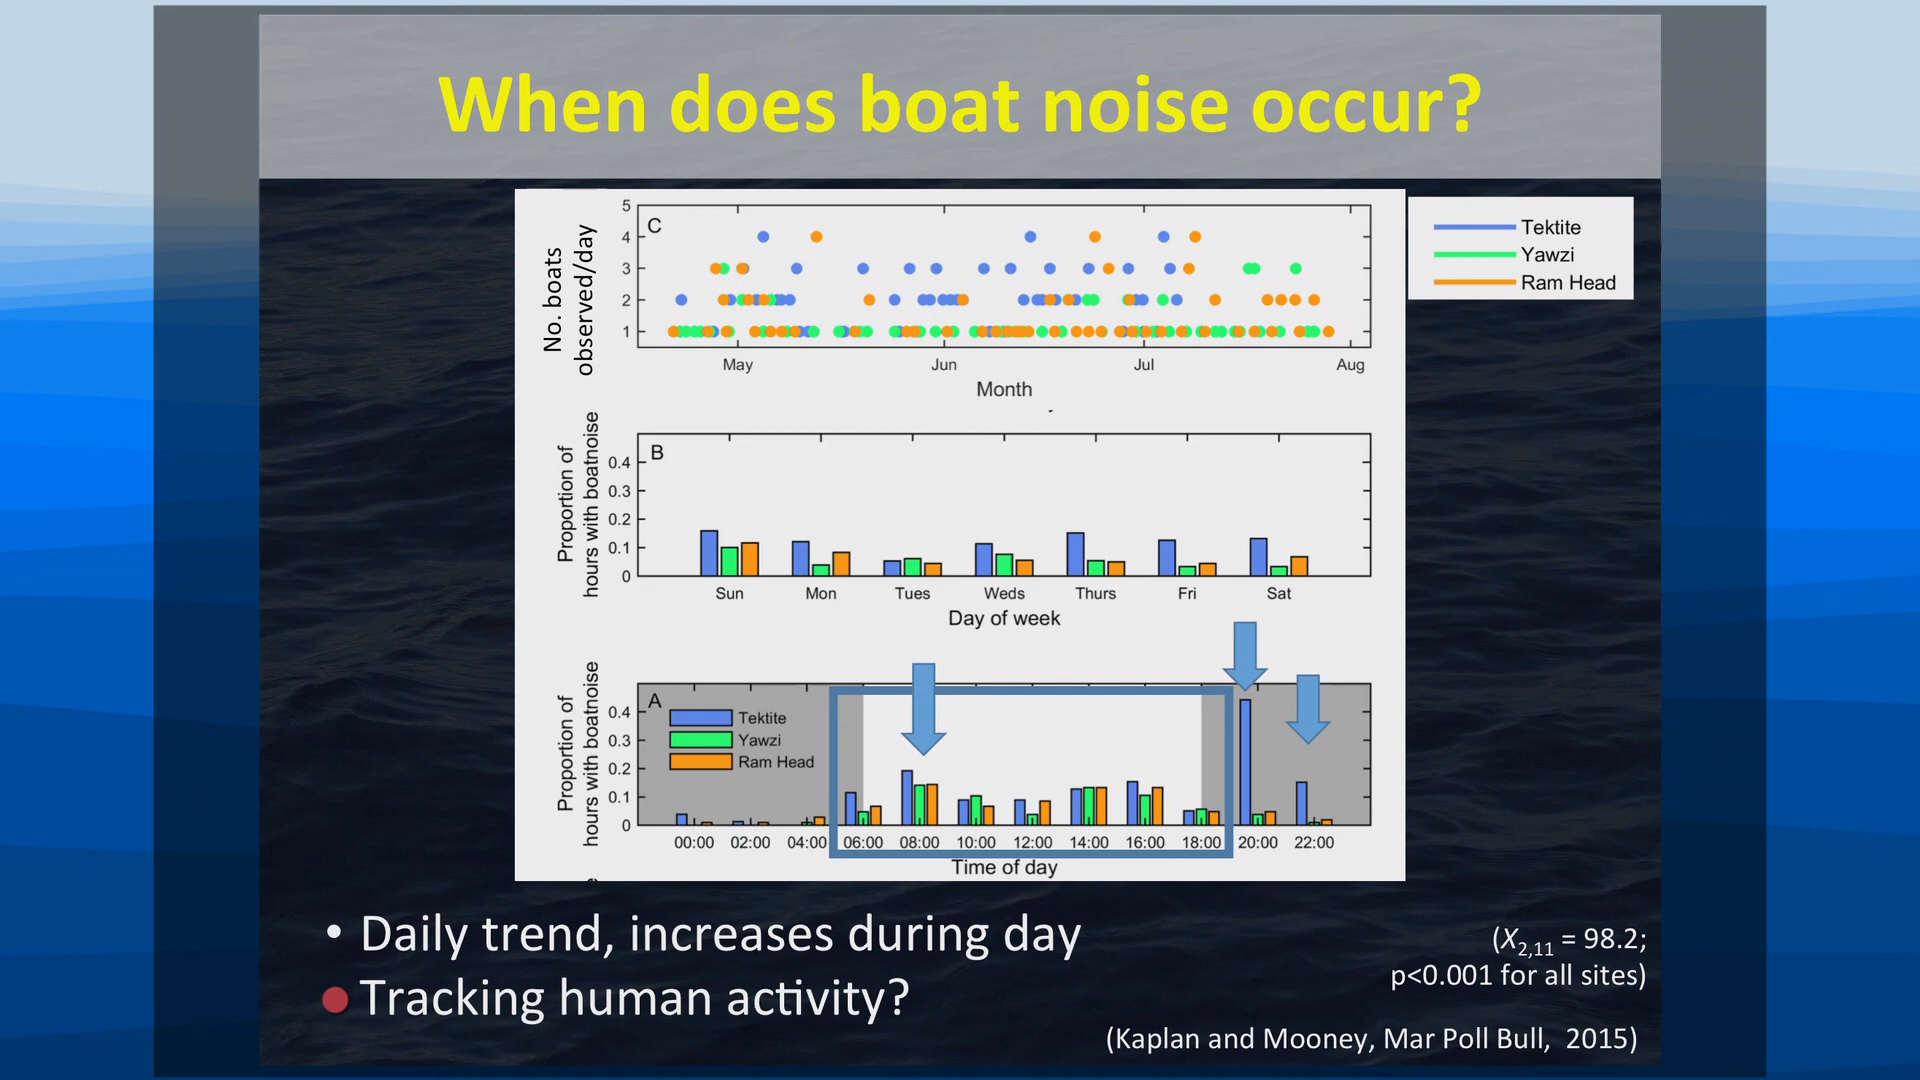 When does boat noise occur?
No. boats
observed/day
5
4
3
2
1
C
May Jun Jul Aug
Month
Tektite
Yawzi
Ram Head
Proportion of
hours with boatnoise
B
0.4
0.3
0.2
0.1
0
Sun Mon Tues Weds Thurs Fri Sat
Day of week
Proportion of
hours with boatnoise
A
0.4
0.3
0.2
0.1
0
Tektite
Yawzi
Ram Head
00:00 02:00 04:00 06:00 08:00 10:00 12:00 14:00 16:00 18:00 20:00 22:00
Time of day
• Daily trend, increases during day
Tracking human activity?
(X2,11 = 98.2;
p<0.001 for all sites)
(Kaplan and Mooney, Mar Poll Bull, 2015)